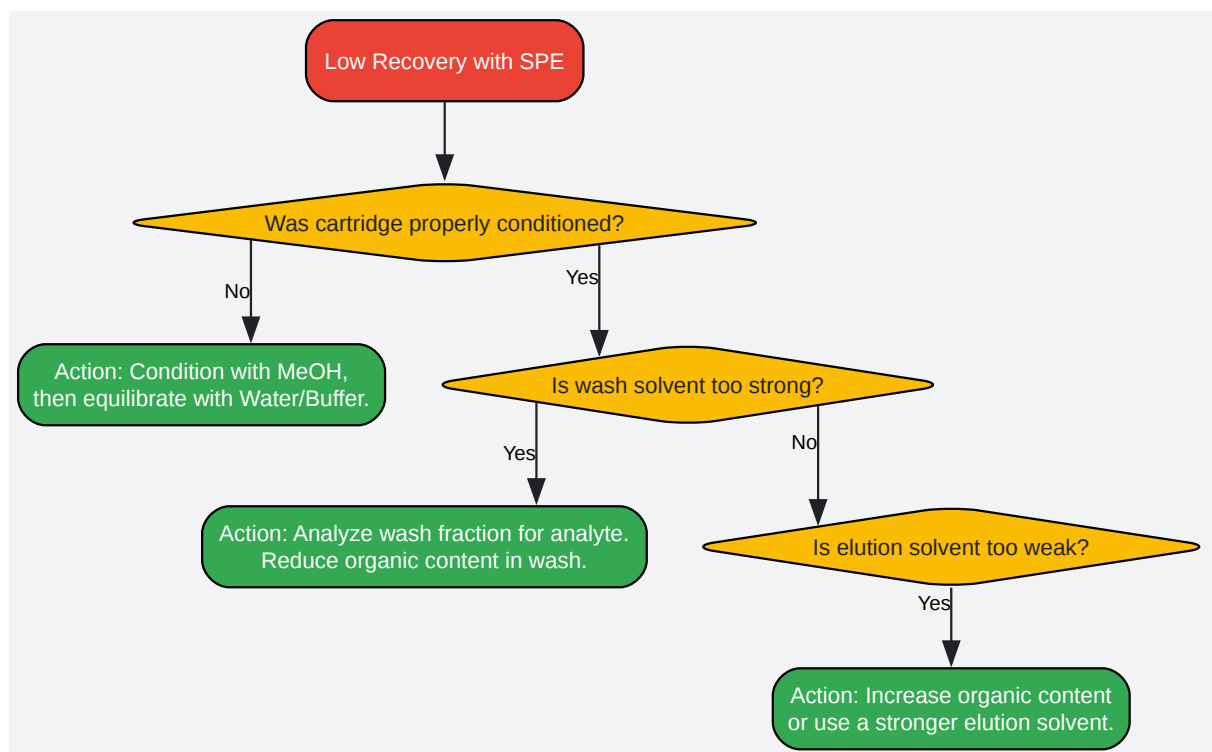 Low Recovery with SPE
Was cartridge properly conditioned?
No
Yes
Action: Condition with MeOH,
then equilibrate with Water/Buffer.
Is wash solvent too strong?
Yes
No
Action: Analyze wash fraction for analyte.
Reduce organic content in wash.
Is elution solvent too weak?
Yes
Action: Increase organic content
or use a stronger elution solvent.